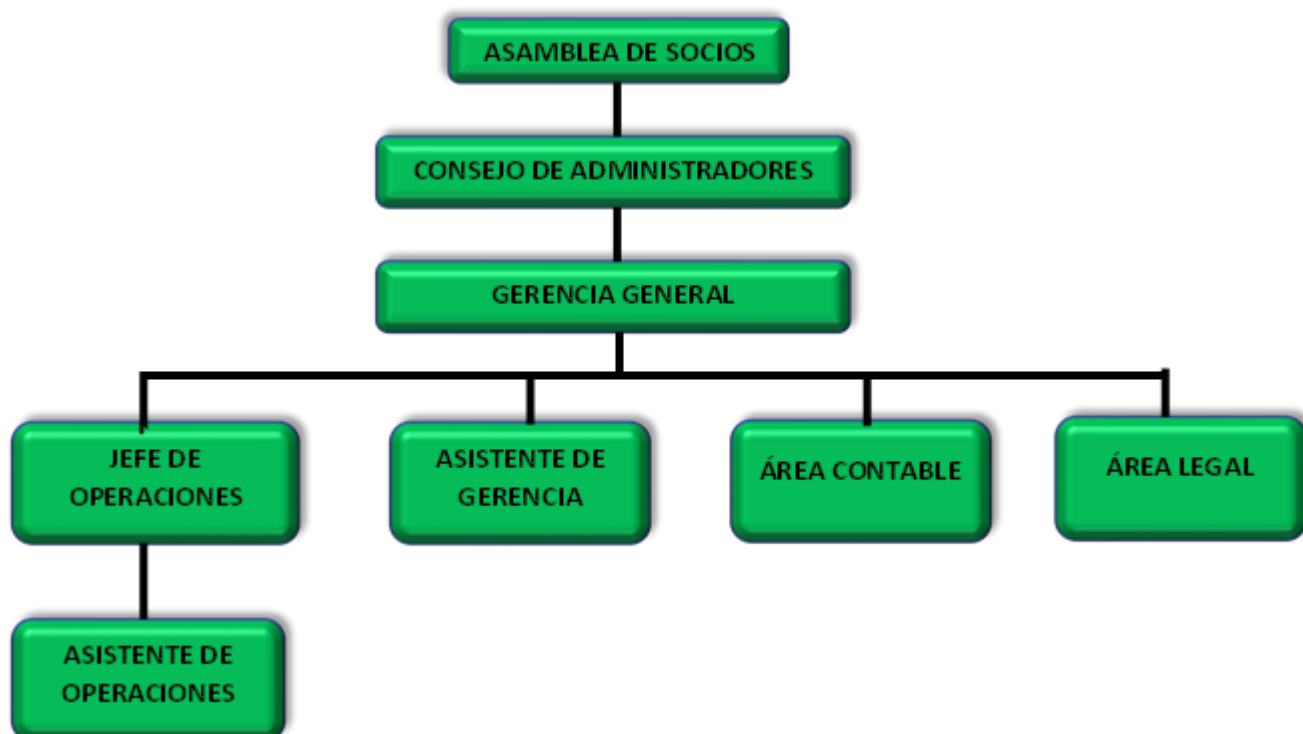 ASAMBLEA DE SOCIOS
CONSEJO DE ADMINISTRADORES
GERENCIA GENERAL
JEFE DE
OPERACIONES
ASISTENTE DE
GERENCIA
ÁREA CONTABLE
ÁREA LEGAL
ASISTENTE DE
OPERACIONES